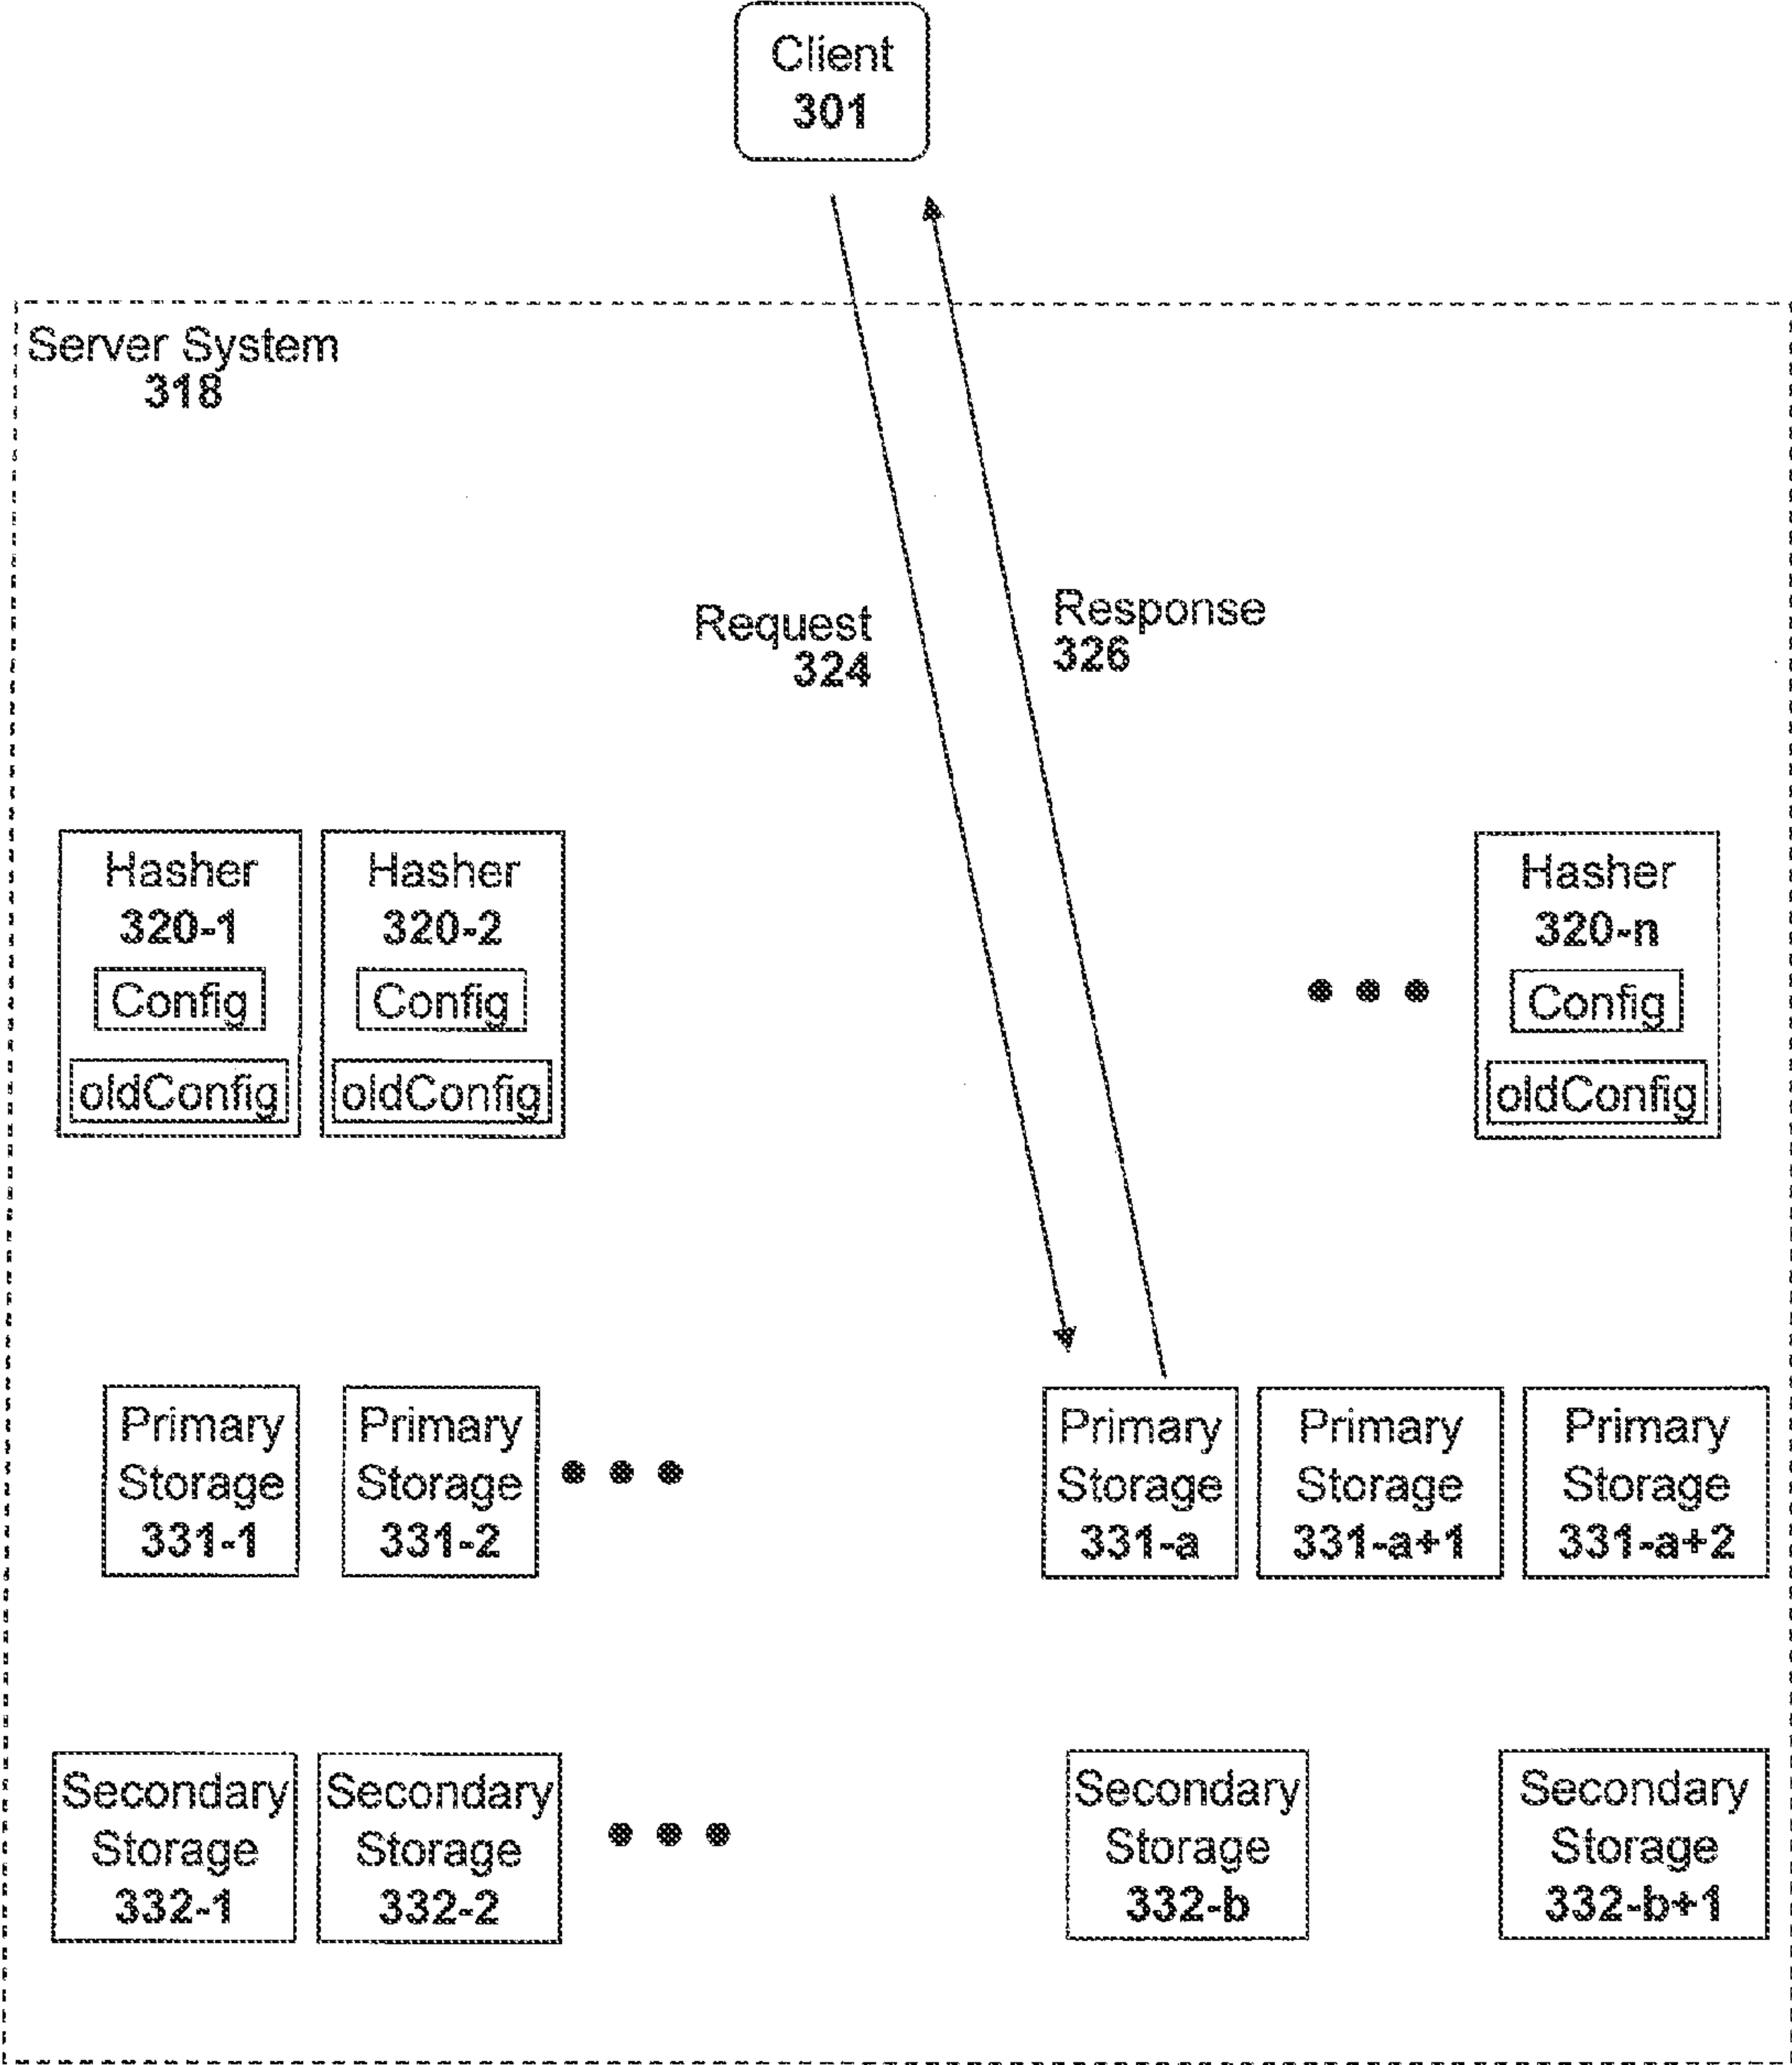 Client
301
Server System
318
Request
324
Response
326
Hasher
320-1
Config
oldConfig
Hasher
320-2
Config
oldConfig
Hasher
320-n
Config
oldConfig
Primary
Storage
331-1
Primary
Storage
331-2
Primary
Storage
331-a
Primary
Storage
331-a+1
Primary
Storage
331-a+2
Secondary
Storage
332-1
Secondary
Storage
332-2
Secondary
Storage
332-b
Secondary
Storage
332-b+1